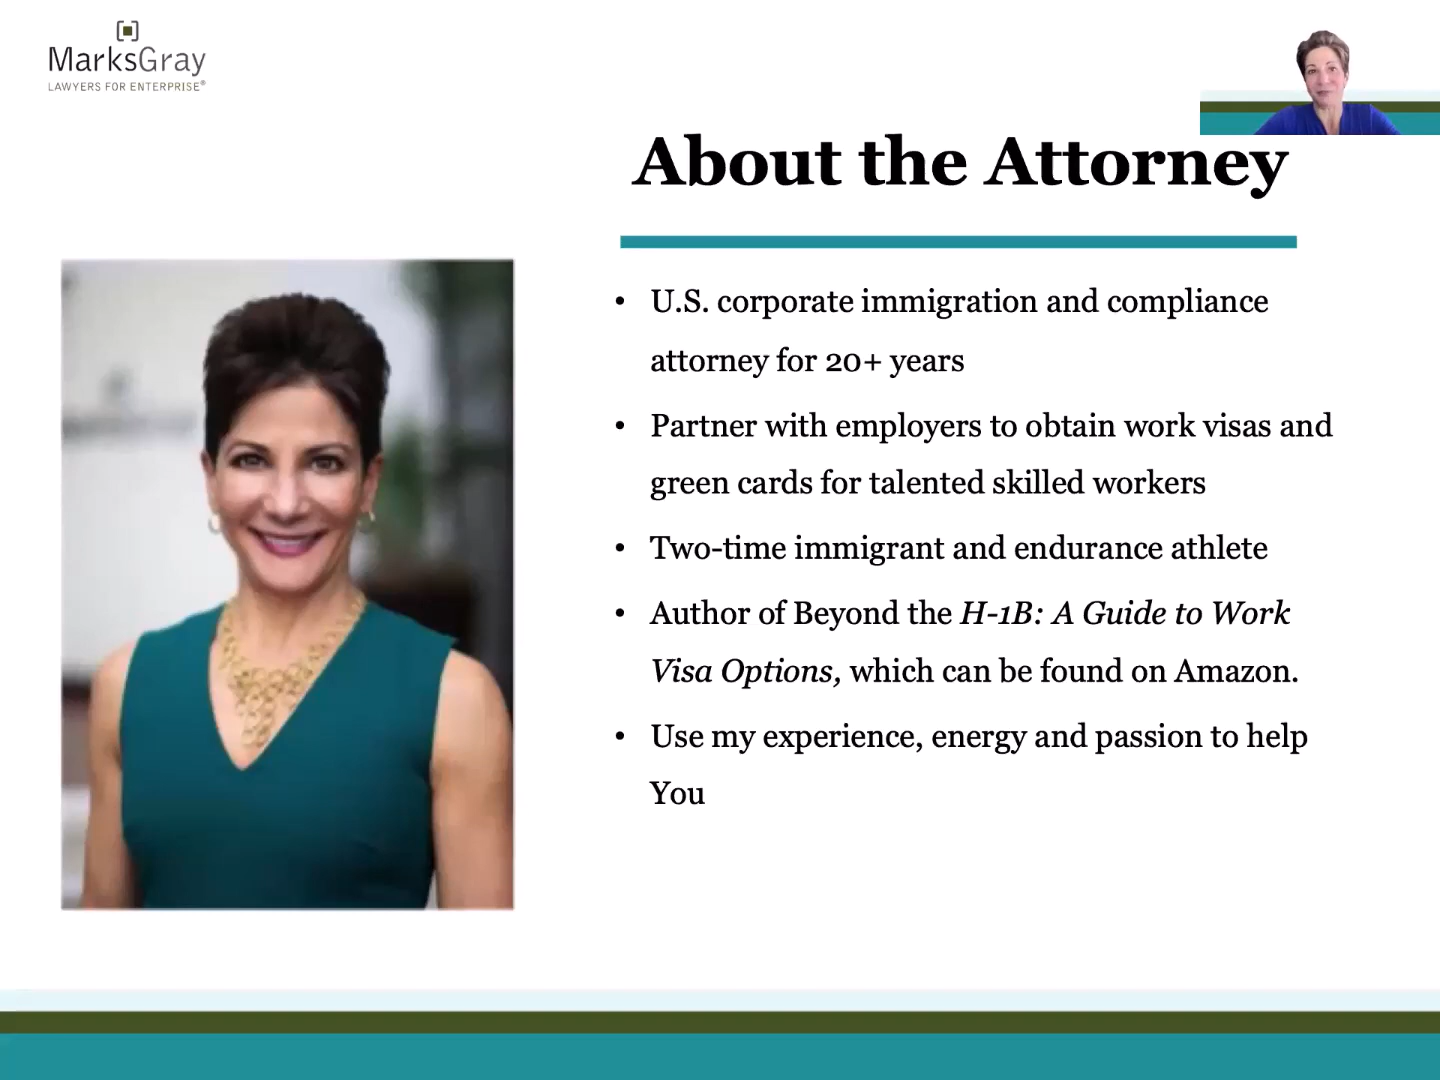 MarksGray
LAWYERS FOR ENTERPRISE®
About the Attorney
• U.S. corporate immigration and compliance
attorney for 20+ years
• Partner with employers to obtain work visas and
green cards for talented skilled workers
• Two-time immigrant and endurance athlete
• Author of Beyond the H-1B: A Guide to Work
Visa Options, which can be found on Amazon.
• Use my experience, energy and passion to help
You